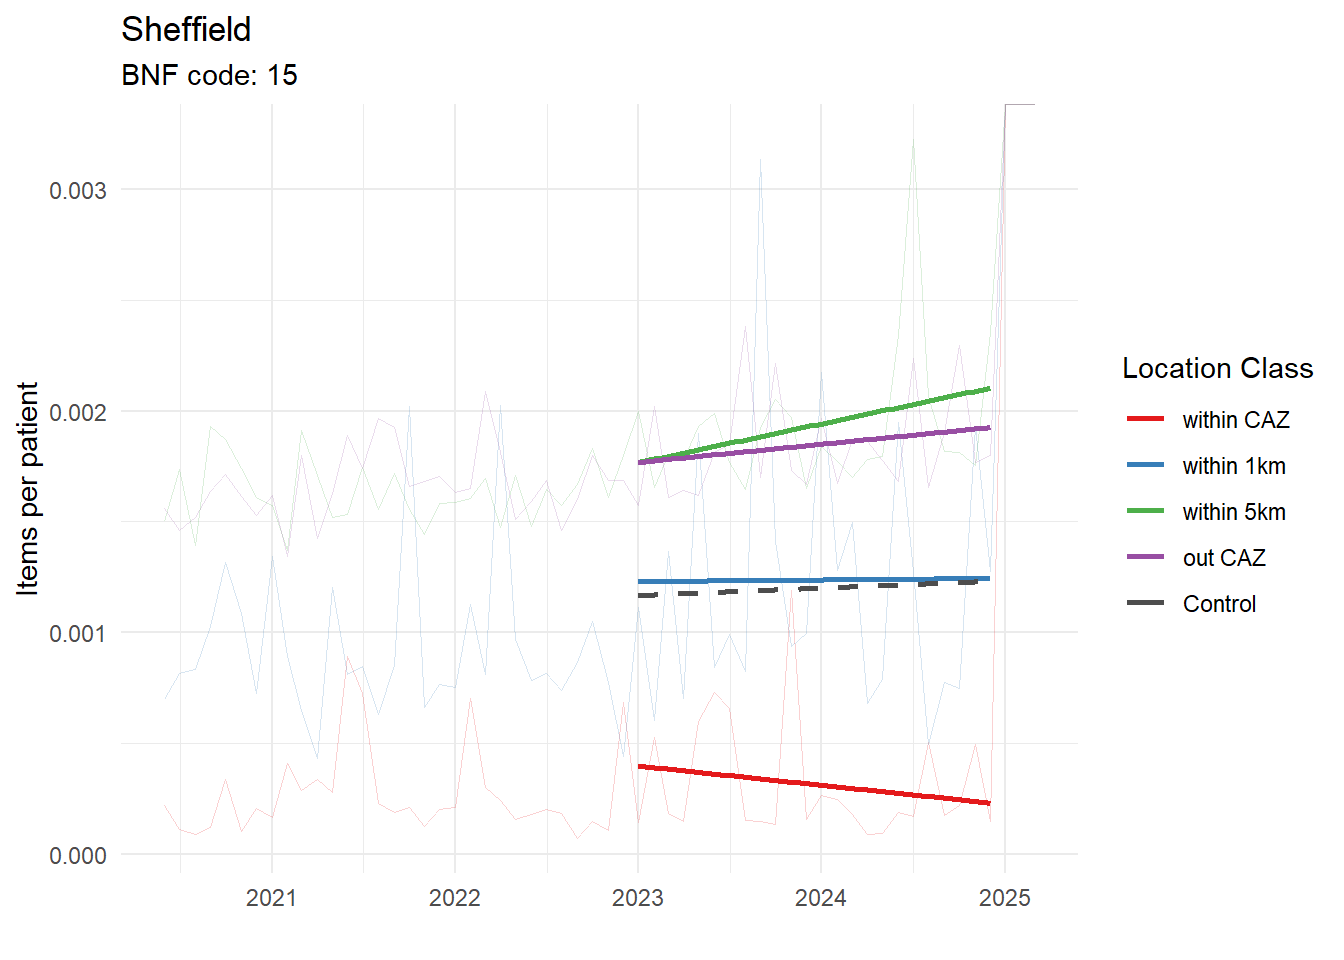 Sheffield
BNF code: 15
Items per patient
0.003
0.002
0.001
0.000
2021
2022
2023
2024
2025
Location Class
within CAZ
within 1km
within 5km
out CAZ
Control